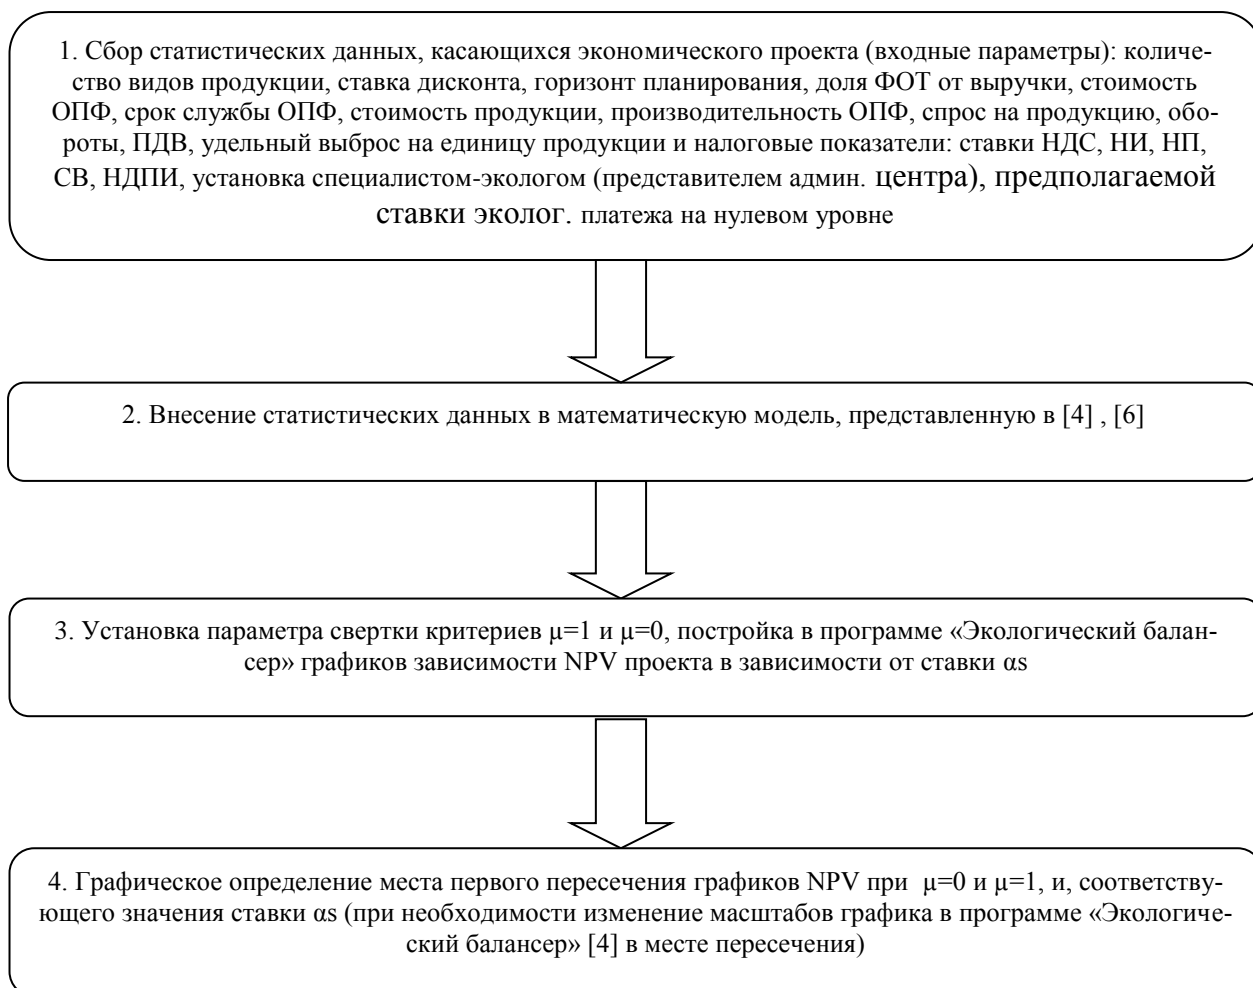 1. Сбор статистических данных, касающихся экономического проекта (входные параметры): количе-
ство видов продукции, ставка дисконта, горизонт планирования, доля ФОТ от выручки, стоимость
ОПФ, срок службы ОПФ, стоимость продукции, производительность ОПФ, спрос на продукцию, обо-
роты, ПДВ, удельный выброс на единицу продукции и налоговые показатели: ставки НДС, НИ, НП,
СВ, НДПИ, установка специалистом-экологом (представителем админ. центра), предполагаемой
ставки эколог. платежа на нулевом уровне
2. Внесение статистических данных в математическую модель, представленную в [4] , [6]
3. Установка параметра свертки критериев μ=1 и μ=0, постройка в программе «Экологический балан-
сер» графиков зависимости NPV проекта в зависимости от ставки αs
4. Графическое определение места первого пересечения графиков NPV при μ=0 и μ=1, и, соответству-
ющего значения ставки αs (при необходимости изменение масштабов графика в программе «Экологиче-
ский балансер» [4] в месте пересечения)